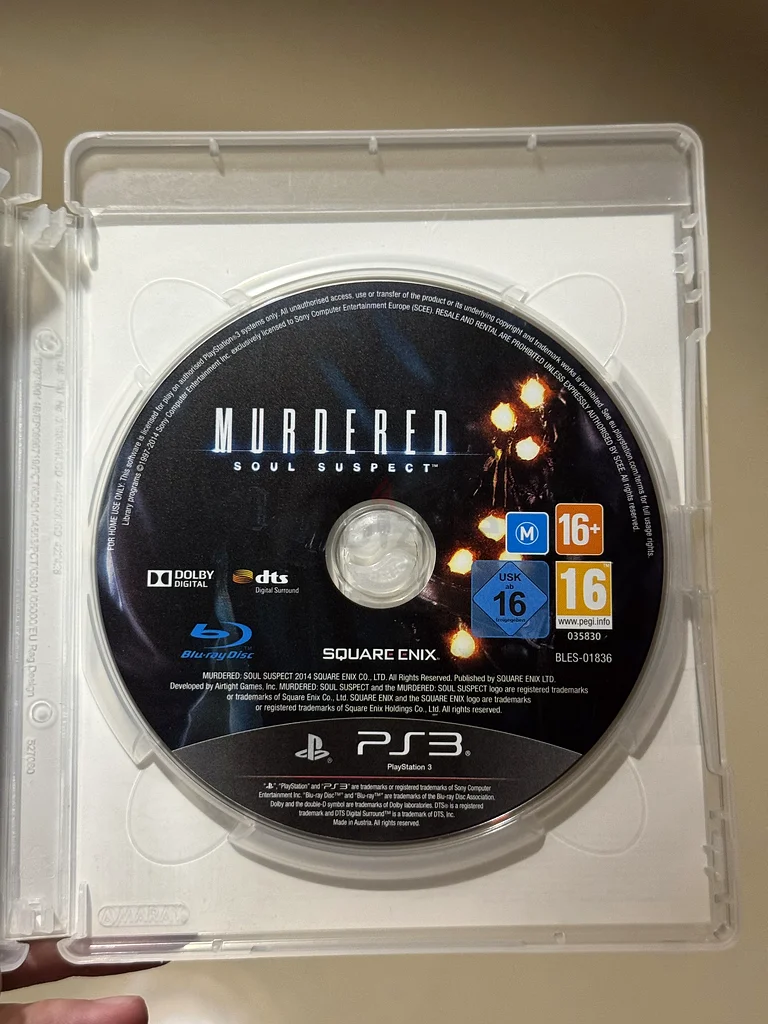 FOR HOME USE ONLY. This software is licensed for play on authorised PlayStation®3 systems only. All unauthorised access, use or transfer of the product or its underlying copyright and trademark works is prohibited. See eu.playstation.com/terms for full usage rights.
Library programs ©1997-2014 Sony Computer Entertainment Inc. exclusively licensed to Sony Computer Entertainment Europe (SCEE). RESALE AND RENTAL ARE PROHIBITED UNLESS EXPRESSLY AUTHORISED BY SCEE. All rights reserved.
MURDERED
SOUL SUSPECT™
M
16+
DOLBY
DIGITAL
dts
Digital Surround
USK
ab
16
freigegeben
16
www.pegi.info
035830
Blu-ray Disc™
SQUARE ENIX®
BLES-01836
MURDERED: SOUL SUSPECT 2014 SQUARE ENIX CO., LTD. All Rights Reserved. Published by SQUARE ENIX LTD.
Developed by Airtight Games, Inc. MURDERED: SOUL SUSPECT and the MURDERED: SOUL SUSPECT logo are registered trademarks
or trademarks of Square Enix Co., Ltd. SQUARE ENIX and the SQUARE ENIX logo are trademarks
or registered trademarks of Square Enix Holdings Co., Ltd. All rights reserved.
PS3®
PlayStation 3
"PlayStation" and "PS3" are trademarks or registered trademarks of Sony Computer
Entertainment Inc. "Blu-ray Disc™" and "Blu-ray™" are trademarks of the Blu-ray Disc Association.
Dolby and the double-D symbol are trademarks of Dolby laboratories. DTS® is a registered
trademark and DTS Digital Surround™ is a trademark of DTS, Inc.
Made in Austria. All rights reserved.
AMARAY
527060